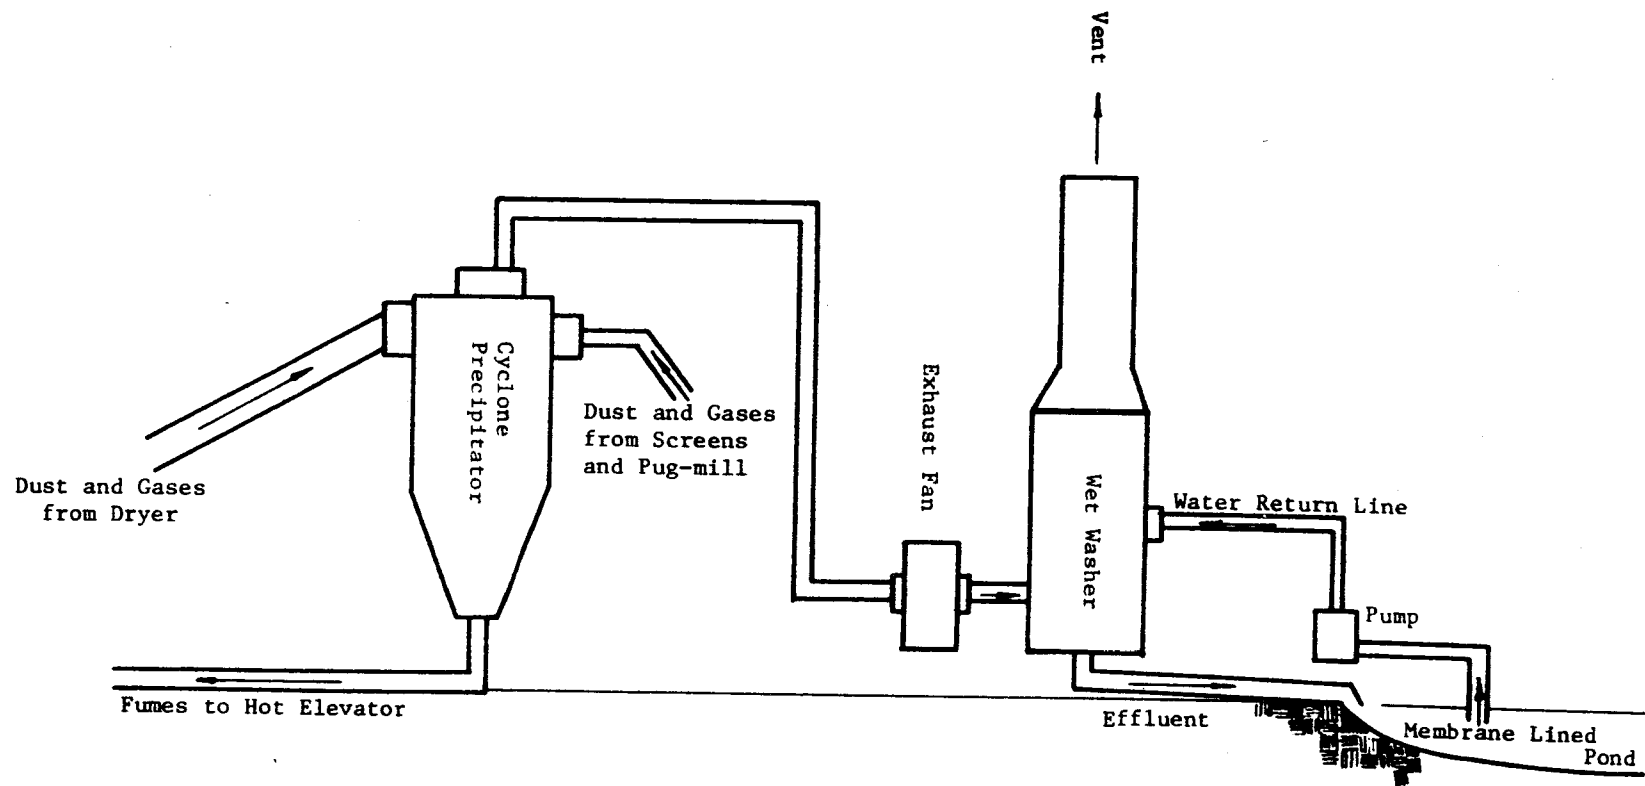 Vent
Cyclone
Precipitator
Dust and Gases
from Screens
and Pug-mill
Exhaust Fan
Dust and Gases
from Dryer
Wet Washer
Water Return Line
Pump
Fumes to Hot Elevator
Effluent
Membrane Lined
Pond